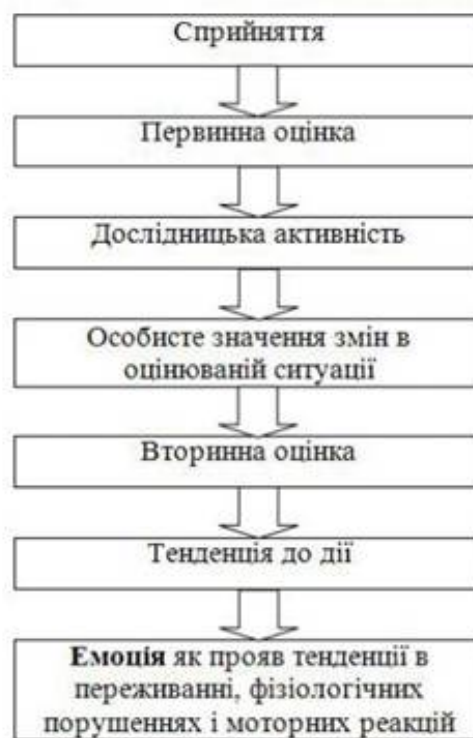 Сприйняття
Первинна оцінка
Дослідницька активність
Особисте значення змін в
оцінюваній ситуації
Вторинна оцінка
Тенденція до дії
Емоція як прояв тенденції в
переживанні, фізіологічних
порушеннях і моторних реакцій